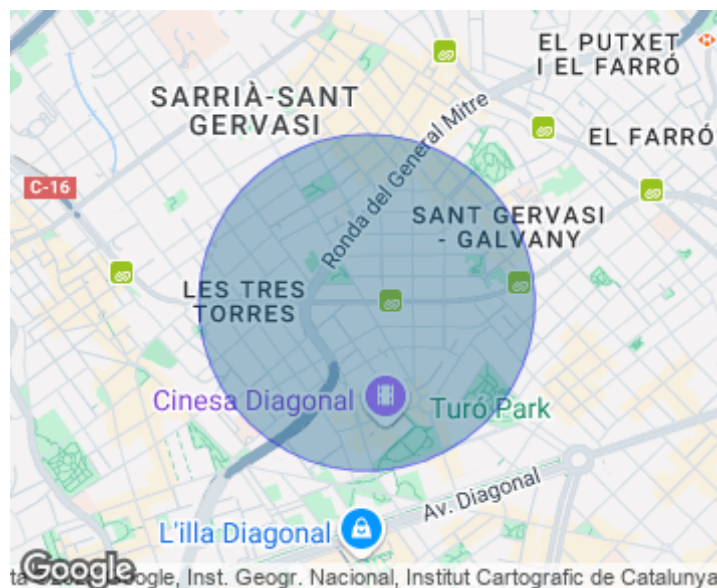 EL PUTXET
I EL FARRÓ
SARRIÀ-SANT
GERVASI
Ronda del General Mitre
EL FARRÓ
C-16
SANT GERVASI
- GALVANY
LES TRES
TORRES
Cinesa Diagonal
Turó Park
Av. Diagonal
L'illa Diagonal
Google
Google, Inst. Geogr. Nacional, Institut Cartografic de Catalunya